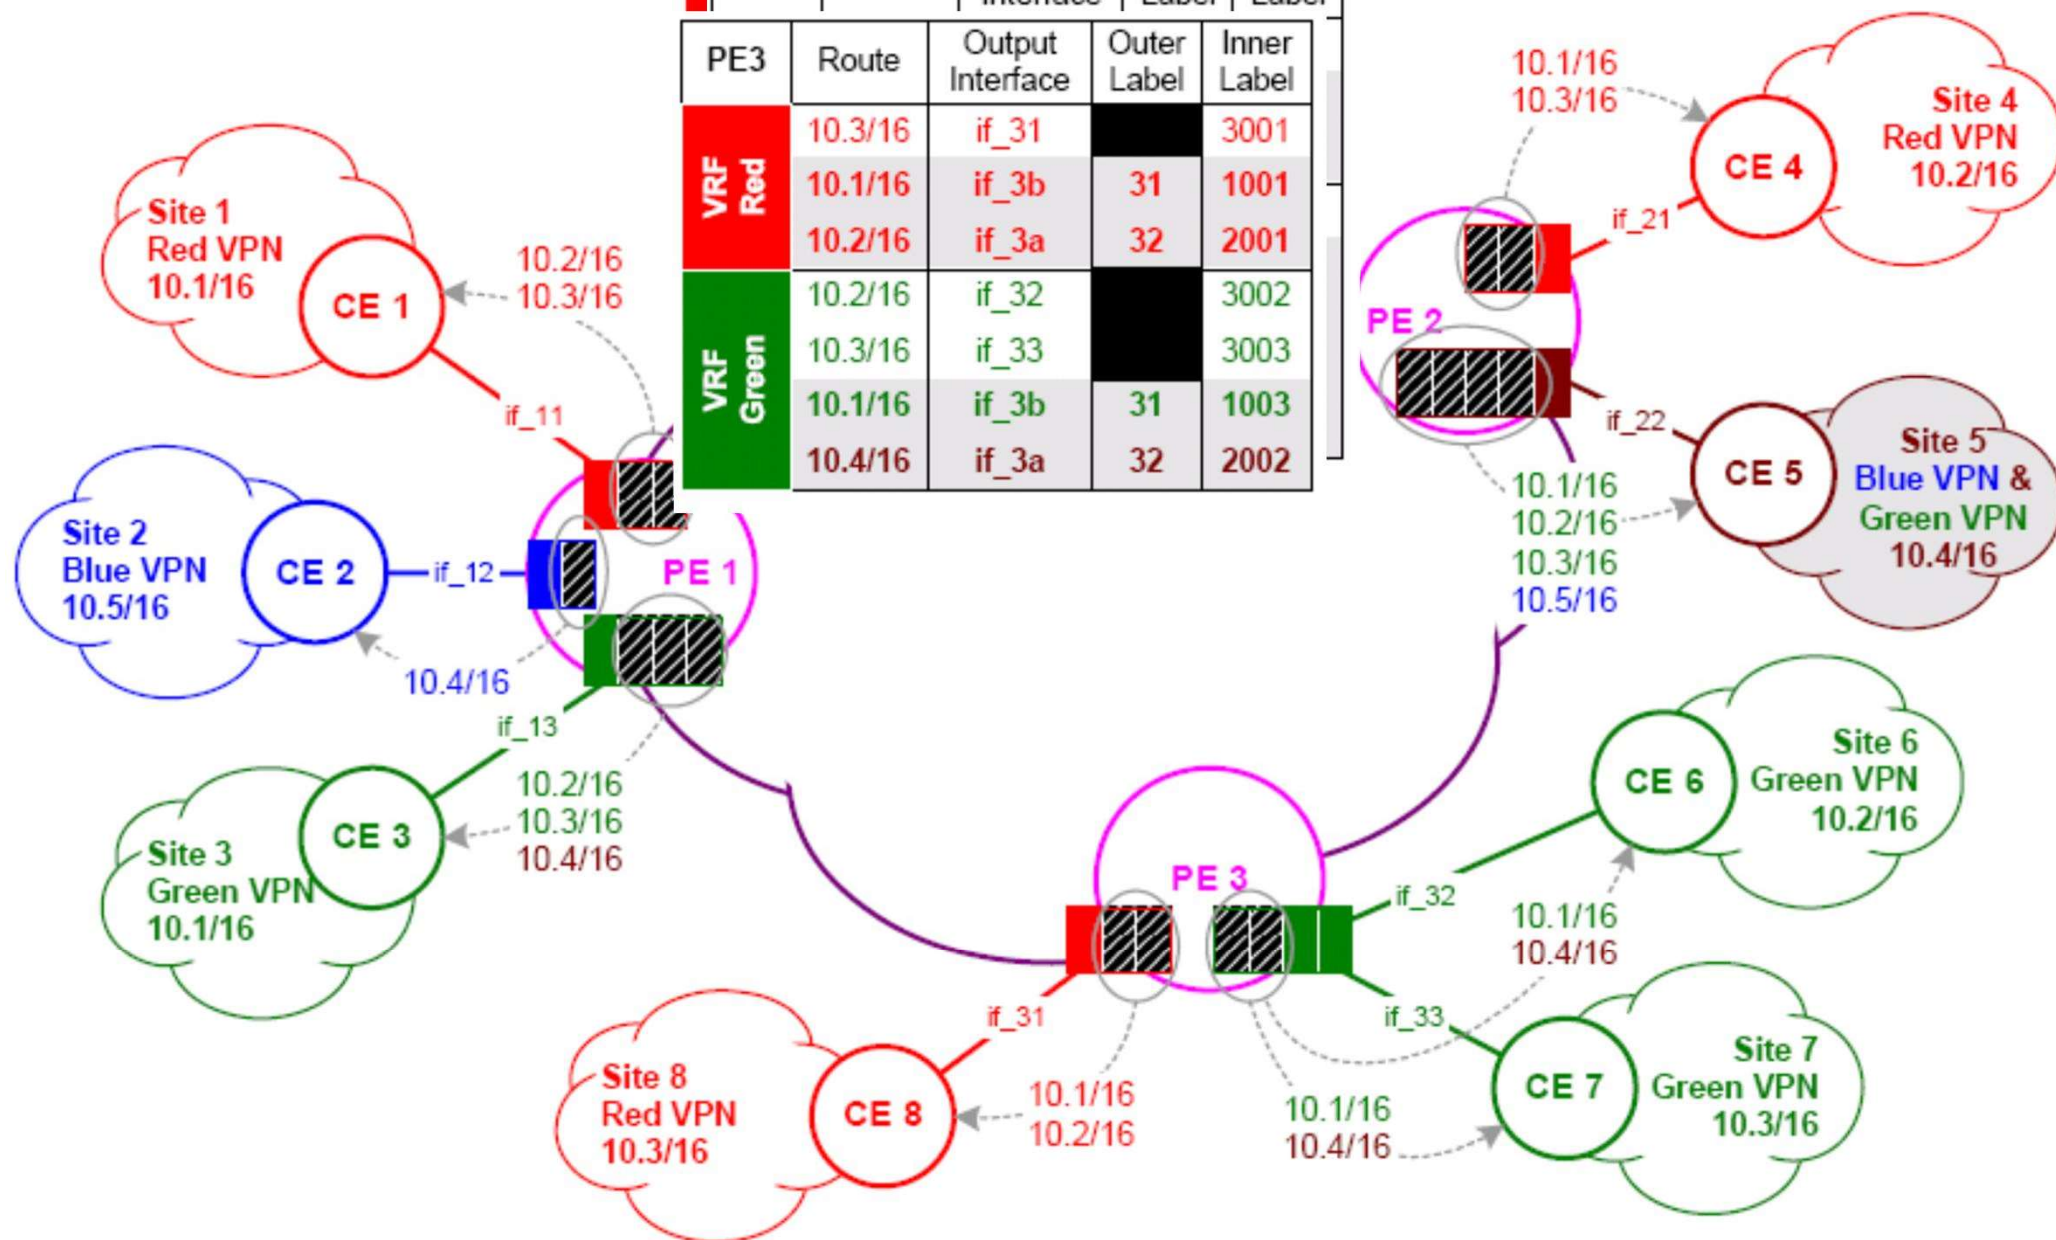 PE3 Route Output Interface Outer Label Inner Label
VRF Red
10.3/16 if_31 3001
10.1/16 if_3b 31 1001
10.2/16 if_3a 32 2001
VRF Green
10.2/16 if_32 3002
10.3/16 if_33 3003
10.1/16 if_3b 31 1003
10.4/16 if_3a 32 2002
Site 1
Red VPN
10.1/16
CE 1
10.2/16
10.3/16
if_11
Site 2
Blue VPN
10.5/16
CE 2
if_12
PE 1
10.4/16
if_13
Site 3
Green VPN
10.1/16
CE 3
10.2/16
10.3/16
10.4/16
10.1/16
10.3/16
CE 4
Site 4
Red VPN
10.2/16
if_21
PE 2
if_22
CE 5
Site 5
Blue VPN &
Green VPN
10.4/16
10.1/16
10.2/16
10.3/16
10.5/16
CE 6
Site 6
Green VPN
10.2/16
PE 3
if_32
10.1/16
10.4/16
if_33
CE 7
Site 7
Green VPN
10.3/16
10.1/16
10.4/16
if_31
Site 8
Red VPN
10.3/16
CE 8
10.1/16
10.2/16